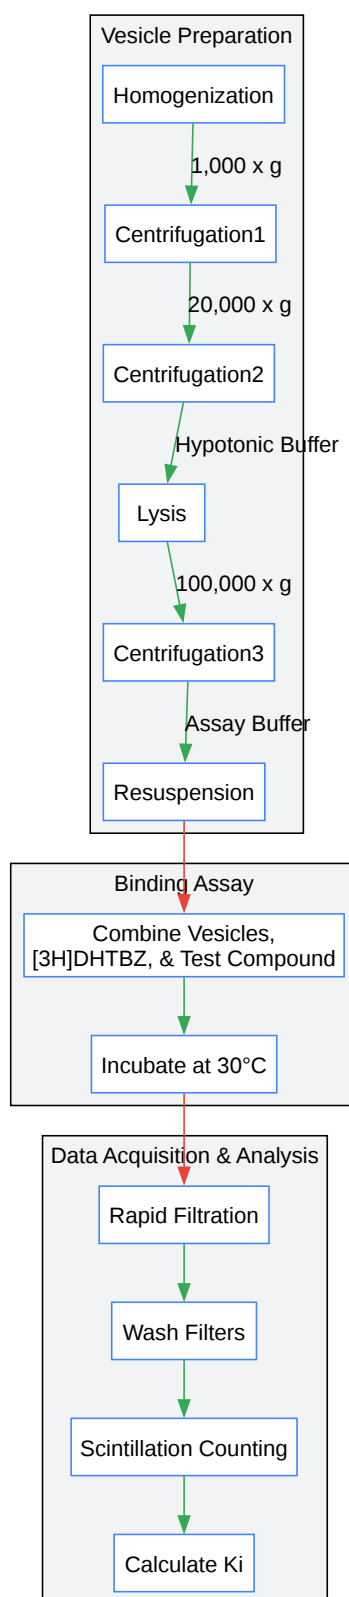 Vesicle Preparation
Homogenization
1,000 x g
Centrifugation1
20,000 x g
Centrifugation2
Hypotonic Buffer
Lysis
100,000 x g
Centrifugation3
Assay Buffer
Resuspension
Binding Assay
Combine Vesicles,
[3H]DHTBZ, & Test Compound
Incubate at 30°C
Data Acquisition & Analysis
Rapid Filtration
Wash Filters
Scintillation Counting
Calculate Ki